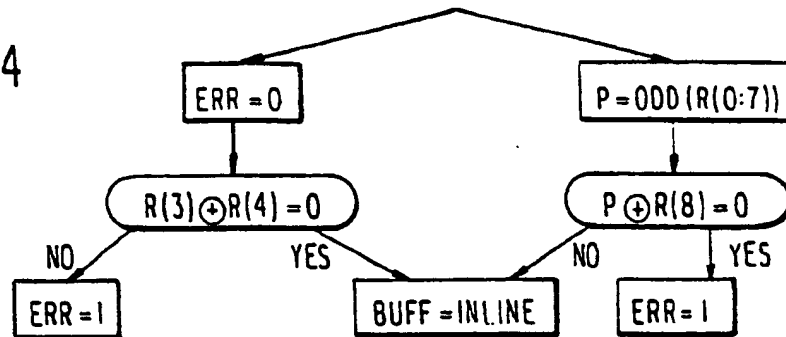 4
ERR = 0
P = ODD (R(0:7))
R(3) ⊕ R(4) = 0
P ⊕ R(8) = 0
NO
YES
NO
YES
ERR = 1
BUFF = INLINE
ERR = 1